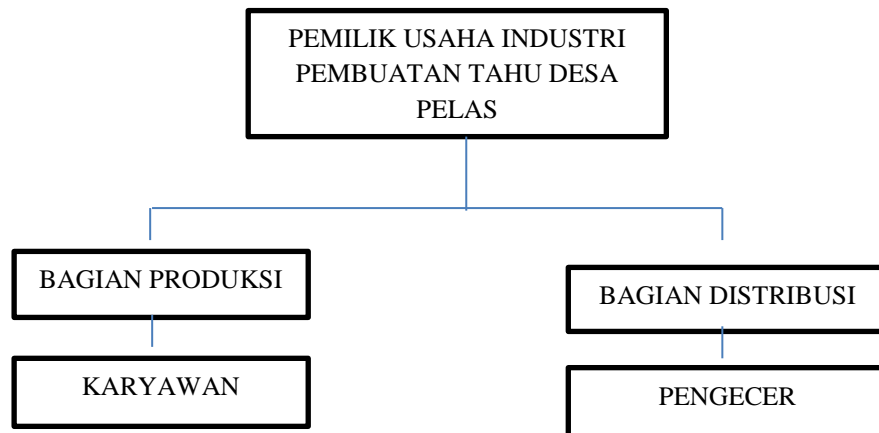 PEMILIK USAHA INDUSTRI
PEMBUATAN TAHU DESA
PELAS
BAGIAN PRODUKSI
BAGIAN DISTRIBUSI
KARYAWAN
PENGECER